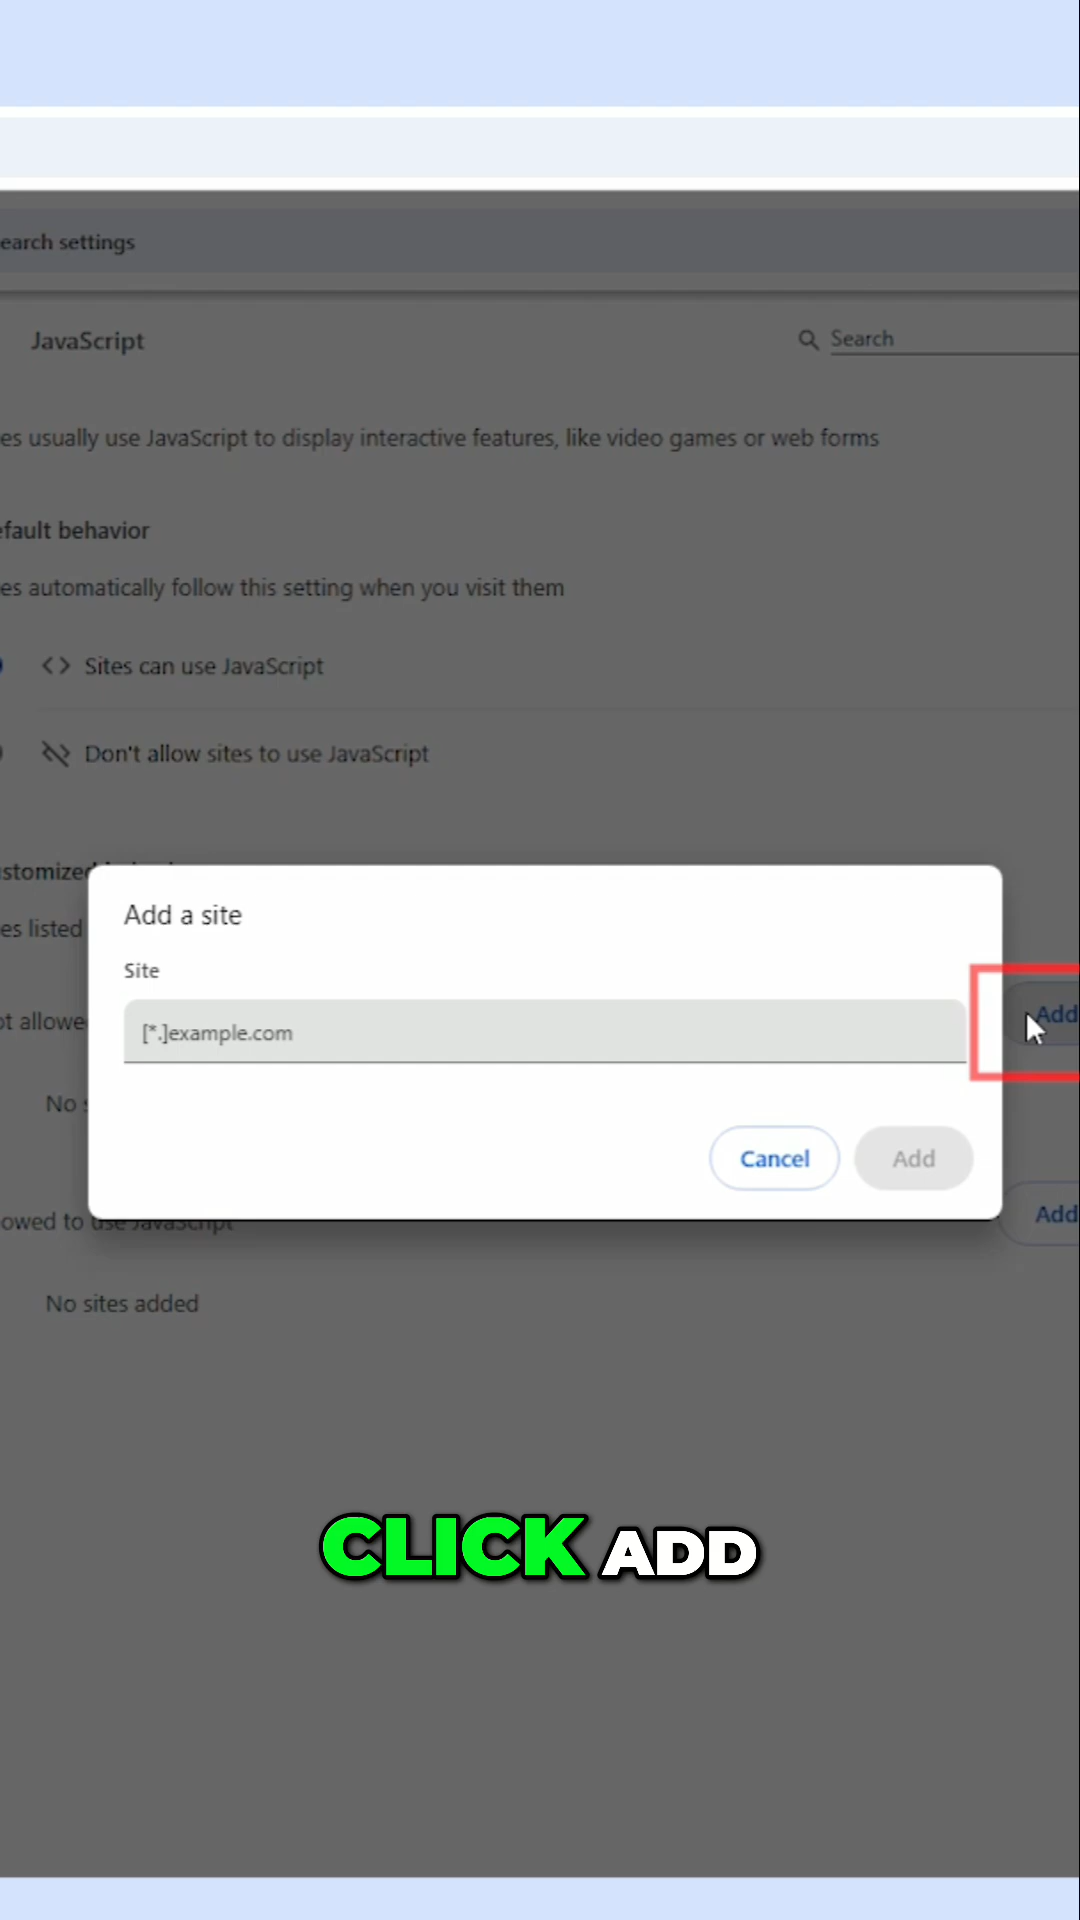 earch settings
JavaScript
Search
es usually use JavaScript to display interactive features, like video games or web forms
efault behavior
es automatically follow this setting when you visit them
Sites can use JavaScript
Don't allow sites to use JavaScript
stomized
Add a site
es listed
Site
ot allowe
Add
[*.]example.com
No
Cancel
Add
owed to use JavaScript
Add
No sites added
CLICK ADD